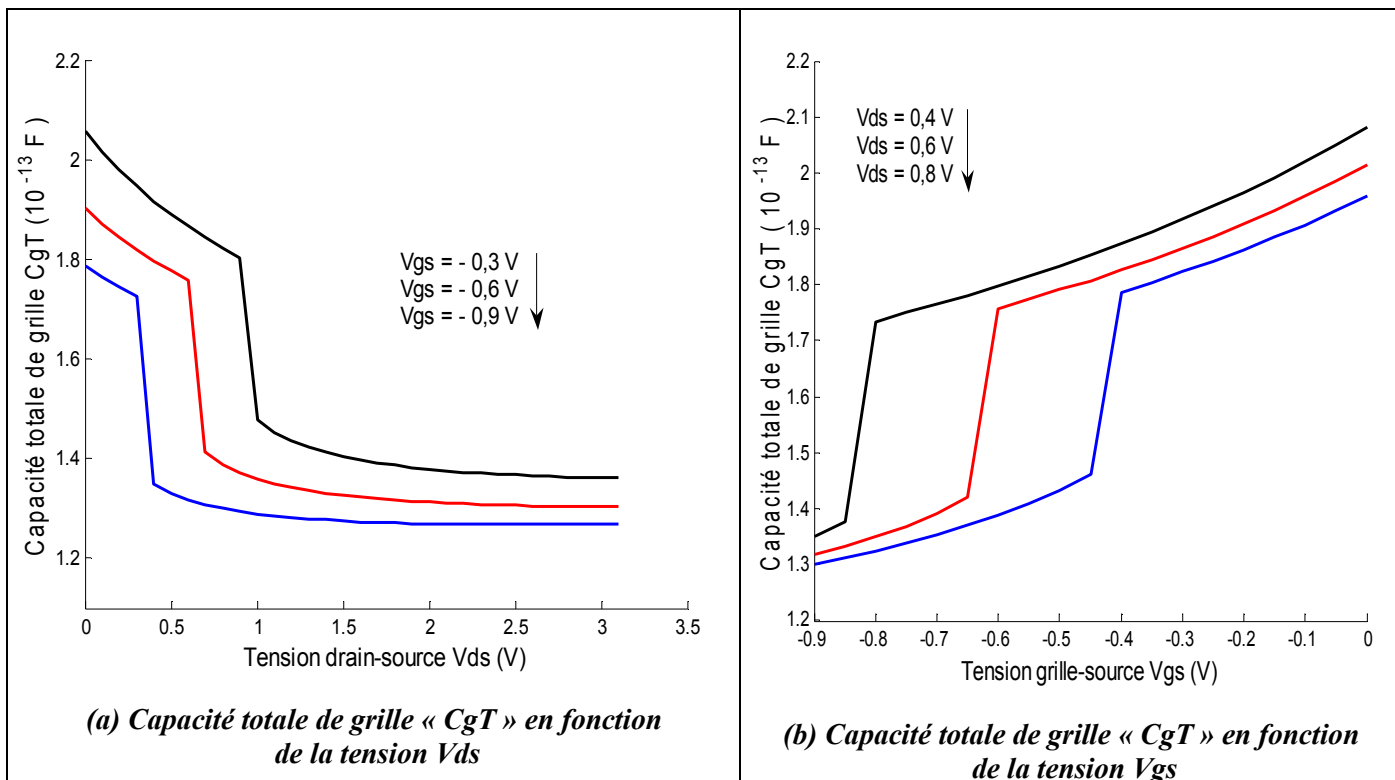 2.2
2
1.8
1.6
1.4
1.2
0 0.5 1 1.5 2 2.5 3 3.5
Capacité totale de grille CgT (10 -13 F)
Vgs = - 0,3 V
Vgs = - 0,6 V
Vgs = - 0,9 V
Tension drain-source Vds (V)
(a) Capacité totale de grille « CgT » en fonction
de la tension Vds
2.2
2.1
2
1.9
1.8
1.7
1.6
1.5
1.4
1.3
1.2
-0.9 -0.8 -0.7 -0.6 -0.5 -0.4 -0.3 -0.2 -0.1 0
Capacité totale de grille CgT ( 10 -13 F)
Vds = 0,4 V
Vds = 0,6 V
Vds = 0,8 V
Tension grille-source Vgs (V)
(b) Capacité totale de grille « CgT » en fonction
de la tension Vgs